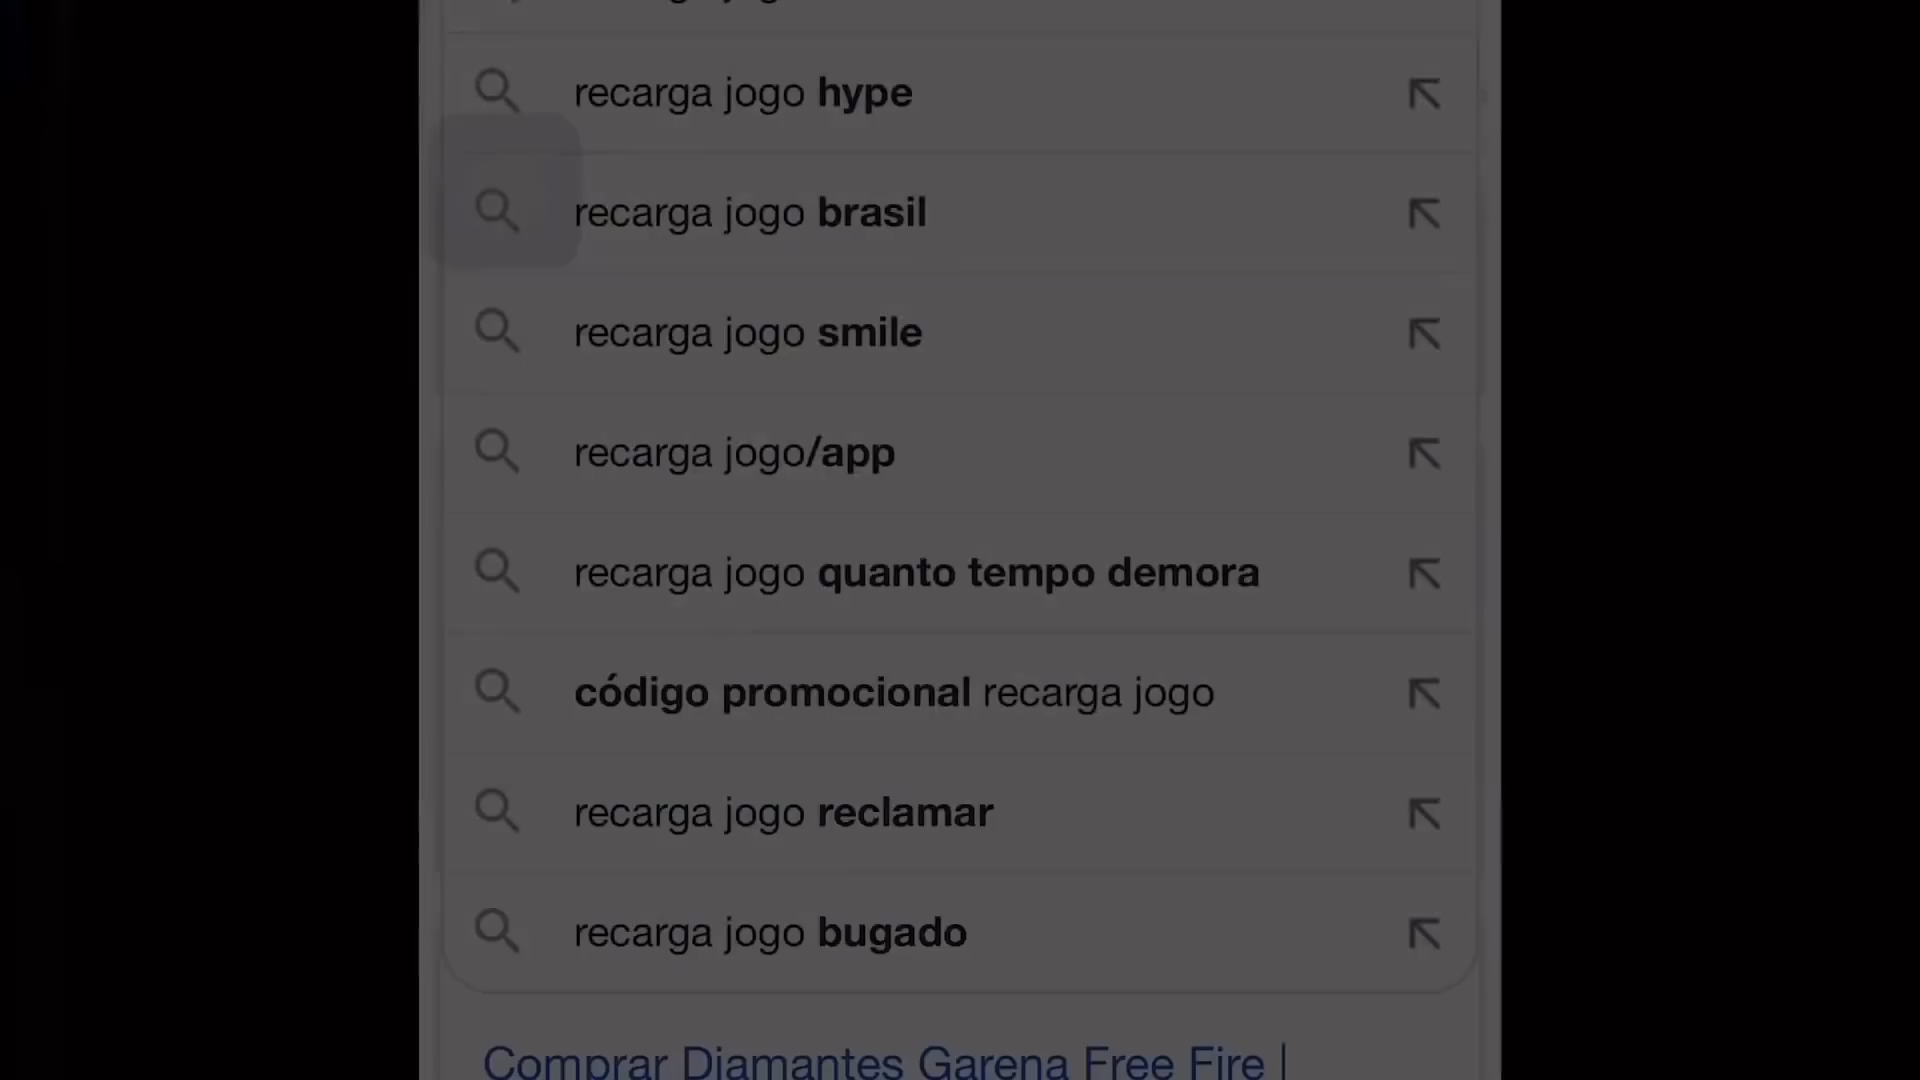 recarga jogo hype
recarga jogo brasil
recarga jogo smile
recarga jogo/app
recarga jogo quanto tempo demora
código promocional recarga jogo
recarga jogo reclamar
recarga jogo bugado
Comprar Diamantes Garena Free Fire |